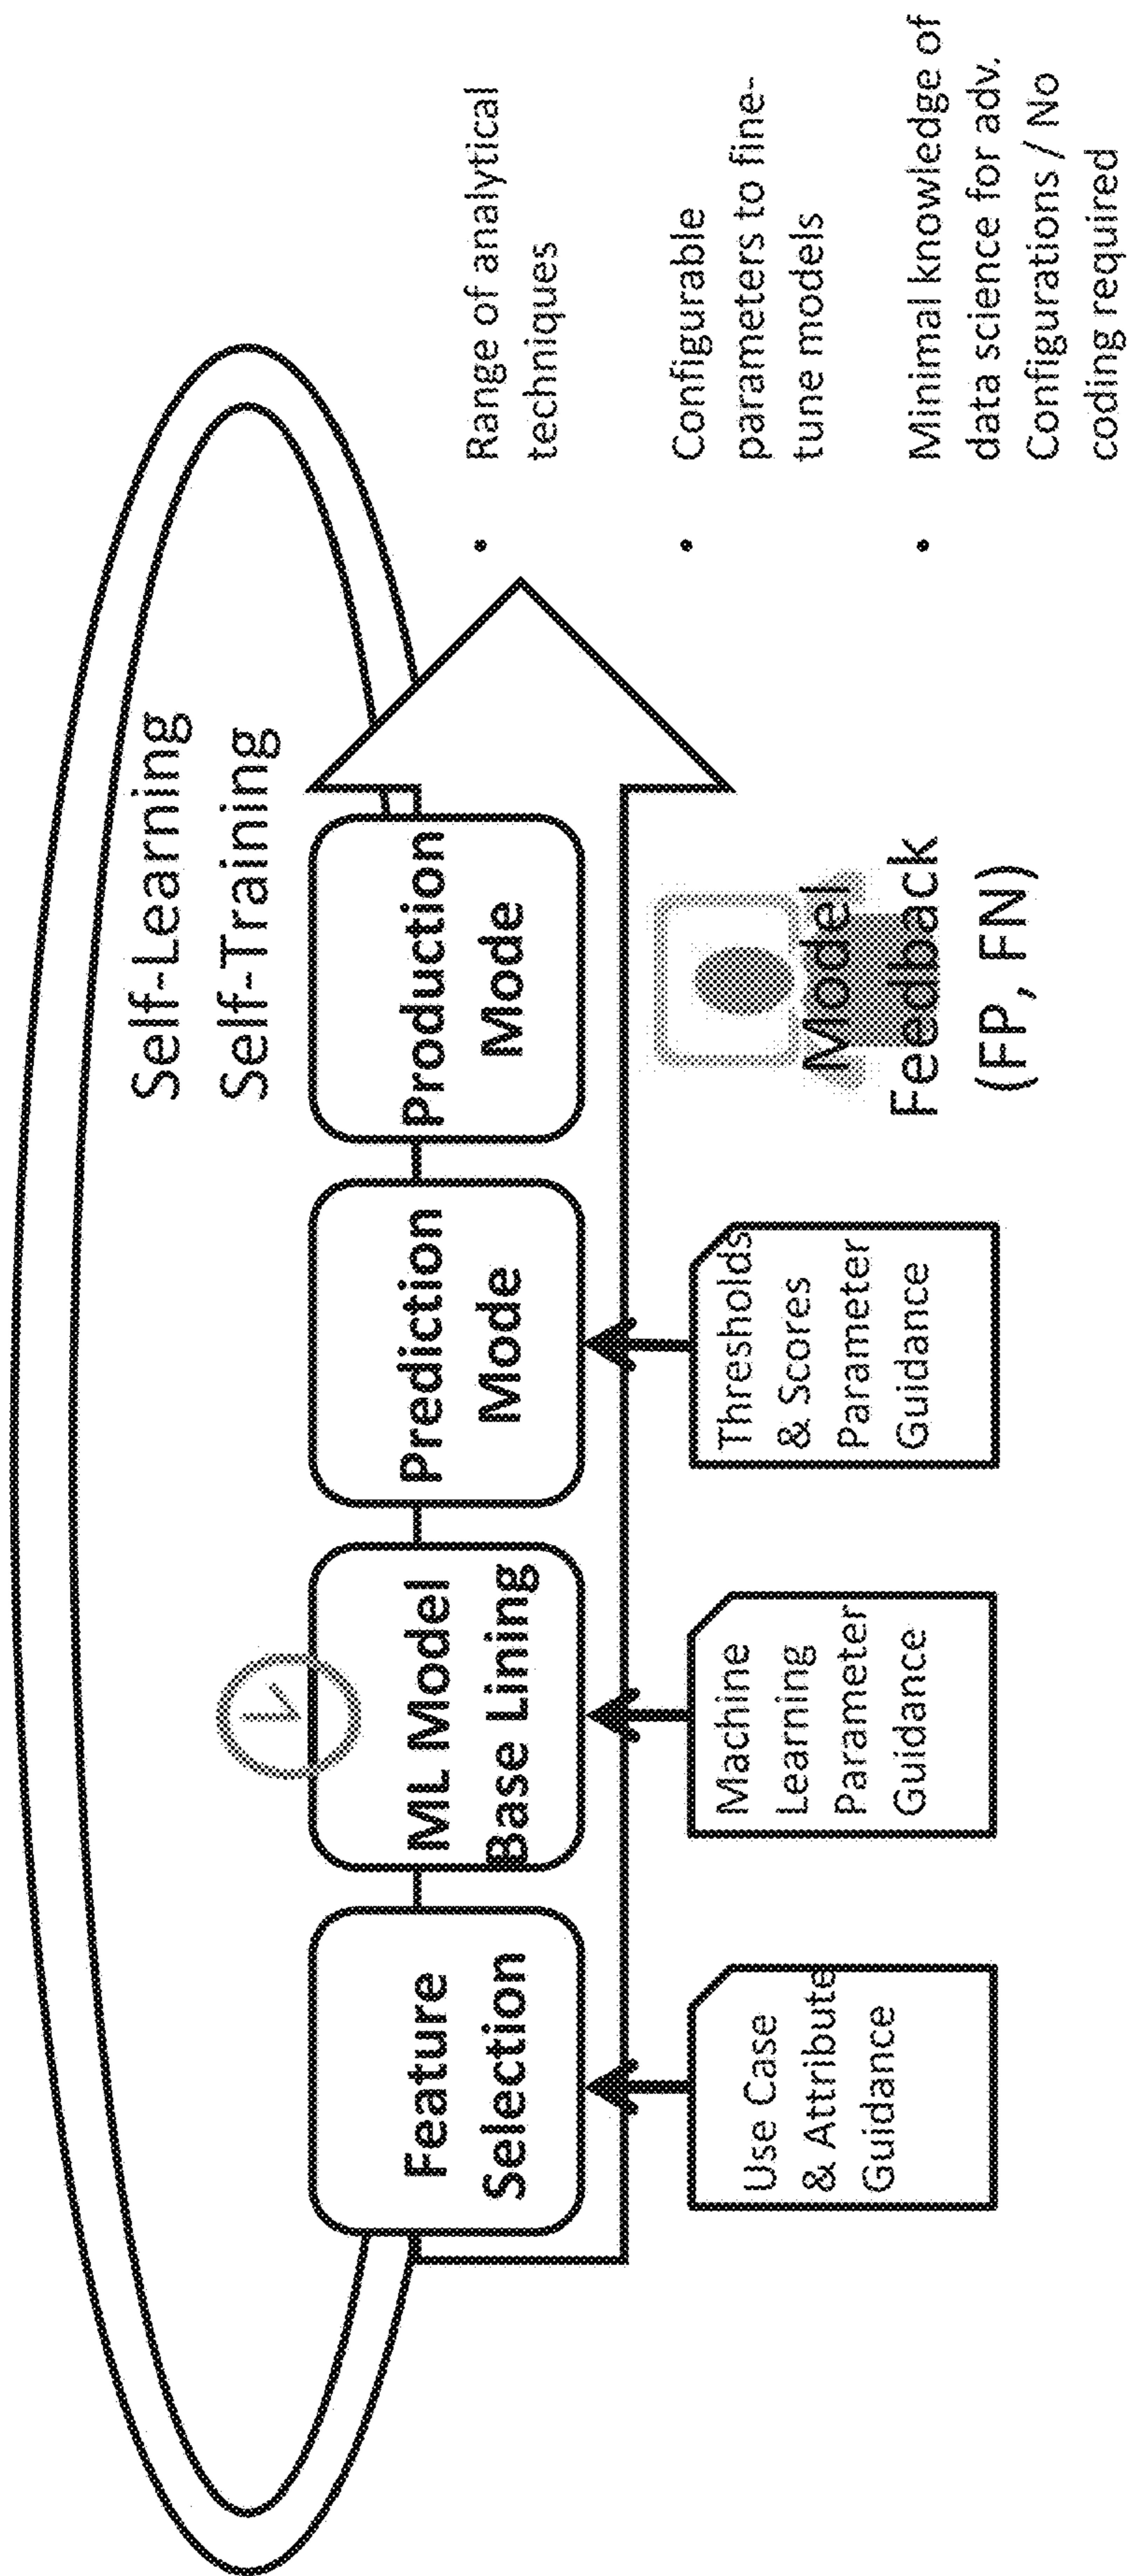 Self-Learning
Self-Training
Feature
Selection
ML Model
Base Lining
Prediction
Mode
Production
Mode
Use Case
& Attribute
Guidance
Machine
Learning
Parameter
Guidance
Thresholds
& Scores
Parameter
Guidance
Model
Feedback
(FP, FN)
• Range of analytical
techniques
• Configurable
parameters to fine-
tune models
• Minimal knowledge of
data science for adv.
Configurations / No
coding required